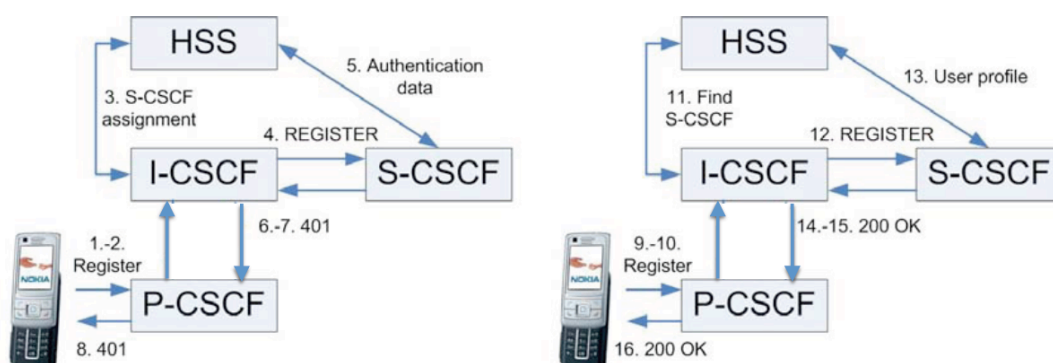 HSS
5. Authentication
data
3. S-CSCF
assignment
4. REGISTER
I-CSCF
S-CSCF
6.-7. 401
1.-2.
Register
NOKIA
P-CSCF
8. 401
HSS
13. User profile
11. Find
S-CSCF
12. REGISTER
I-CSCF
S-CSCF
14.-15. 200 OK
9.-10.
Register
NOKIA
P-CSCF
16. 200 OK